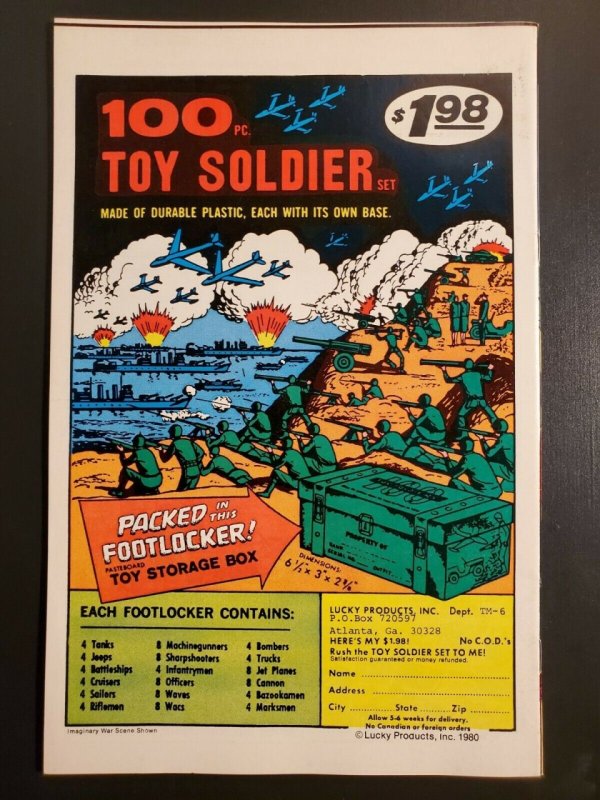 100 PC.
$1.98
TOY SOLDIER SET
MADE OF DURABLE PLASTIC, EACH WITH ITS OWN BASE.
PACKED IN THIS
FOOTLOCKER!
PASTEBOARD
TOY STORAGE BOX
PROPERTY OF
NAME
SERIAL NO.
DIMENSIONS:
6 1/2 x 3" x 2 3/8"
EACH FOOTLOCKER CONTAINS:
4 Tanks
4 Jeeps
4 Battleships
4 Cruisers
4 Sailors
4 Riflemen
8 Machinegunners
8 Sharpshooters
4 Infantrymen
8 Officers
8 Waves
8 Wacs
4 Bombers
4 Trucks
8 Jet Planes
8 Cannon
4 Bazookamen
4 Marksmen
LUCKY PRODUCTS, INC. Dept. TM-6
P.O.Box 720597
Atlanta, Ga. 30328
HERE'S MY $1.98! No C.O.D.'s
Rush the TOY SOLDIER SET TO ME!
Satisfaction guaranteed or money refunded.
Name
Address
City State Zip
Allow 5-6 weeks for delivery.
No Canadian or foreign orders
Imaginary War Scene Shown
© Lucky Products, Inc. 1980